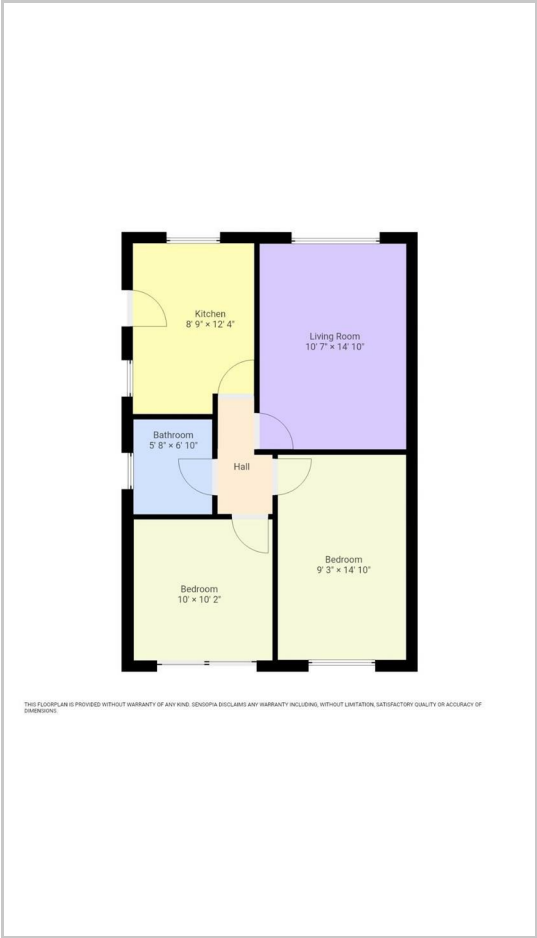 Kitchen
8' 9" × 12' 4"
Living Room
10' 7" × 14' 10"
Bathroom
5' 8" × 6' 10"
Hall
Bedroom
9' 3" × 14' 10"
Bedroom
10' × 10' 2"
THIS FLOORPLAN IS PROVIDED WITHOUT WARRANTY OF ANY KIND. SENSOPIA DISCLAIMS ANY WARRANTY INCLUDING, WITHOUT LIMITATION, SATISFACTORY QUALITY OR ACCURACY OF
DIMENSIONS.